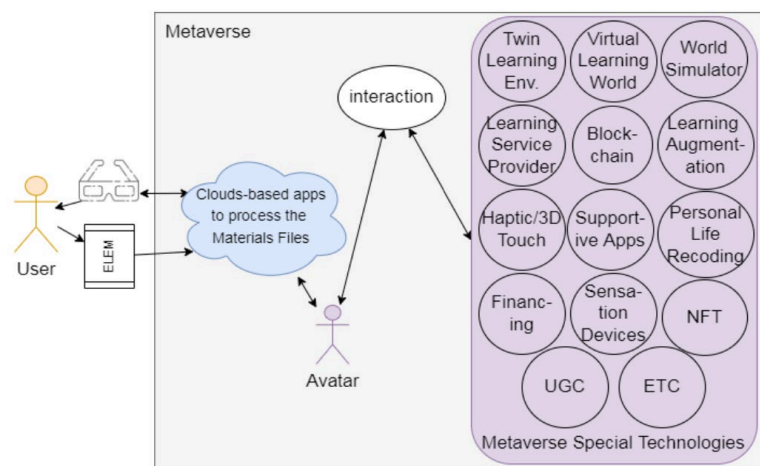 Metaverse
Twin
Learning
Env.
Virtual
Learning
World
World
Simulator
interaction
Learning
Service
Provider
Block-
chain
Learning
Augment-
ation
Clouds-based apps
to process the
Materials Files
Haptic/3D
Touch
Support-
ive Apps
Personal
Life
Recoding
User
ELEM
Financ-
ing
Sensa-
tion
Devices
NFT
Avatar
UGC
ETC
Metaverse Special Technologies